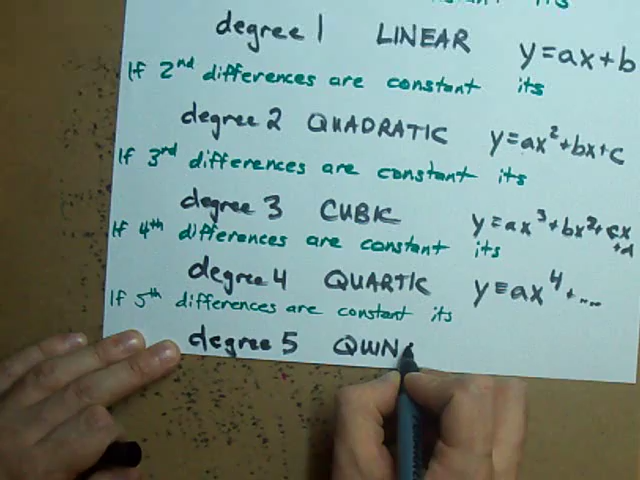 degree 1 LINEAR y=ax+b
If 2nd differences are constant its
degree 2 QUADRATIC y=ax²+bx+c
If 3rd differences are constant its
degree 3 CUBIC y=ax³+bx²+cx
+d
If 4th differences are constant its
degree 4 QUARTIC y=ax⁴+....
If 5th differences are constant its
degree 5 QWN